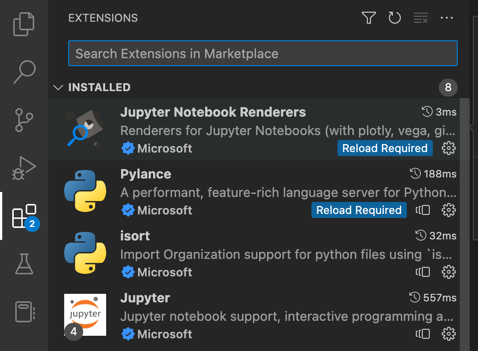 EXTENSIONS
Search Extensions in Marketplace
INSTALLED 8
Jupyter Notebook Renderers 3ms
Renderers for Jupyter Notebooks (with plotly, vega, gi...
Microsoft Reload Required
Pylance 188ms
A performant, feature-rich language server for Python...
Microsoft Reload Required
2
isort 32ms
Import Organization support for python files using `is...
Microsoft
Jupyter 557ms
jupyter
Jupyter notebook support, interactive programming a...
4
Microsoft